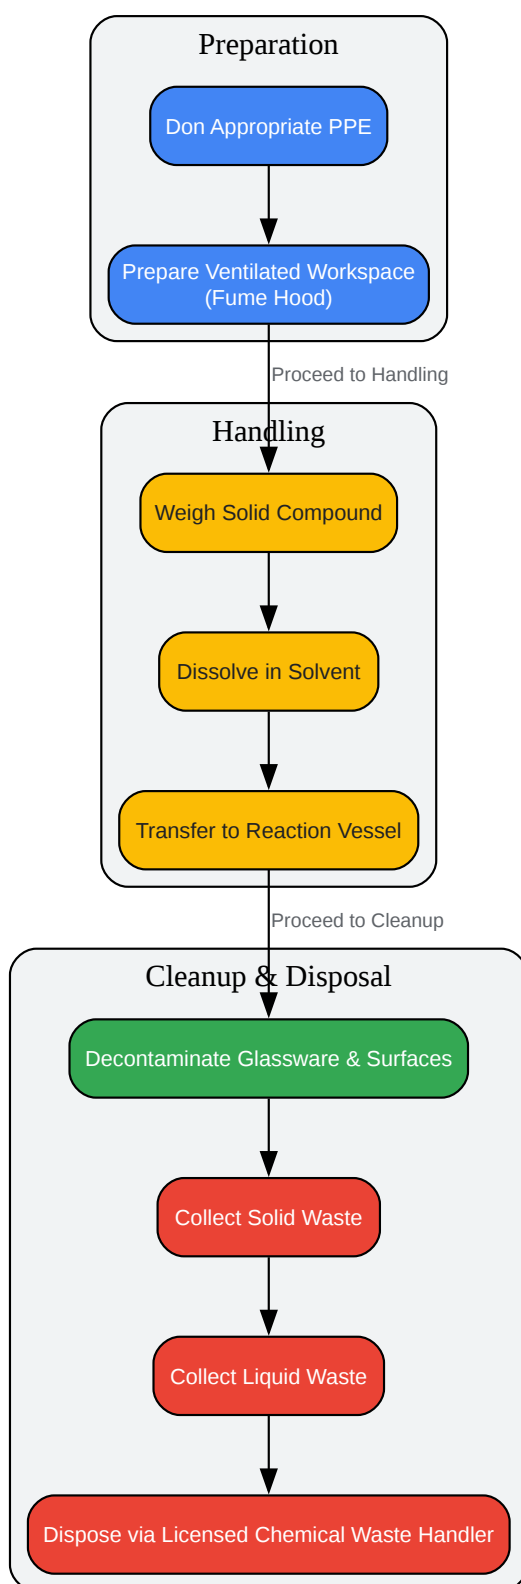 Preparation
Don Appropriate PPE
Prepare Ventilated Workspace
(Fume Hood)
Proceed to Handling
Handling
Weigh Solid Compound
Dissolve in Solvent
Transfer to Reaction Vessel
Proceed to Cleanup
Cleanup & Disposal
Decontaminate Glassware & Surfaces
Collect Solid Waste
Collect Liquid Waste
Dispose via Licensed Chemical Waste Handler